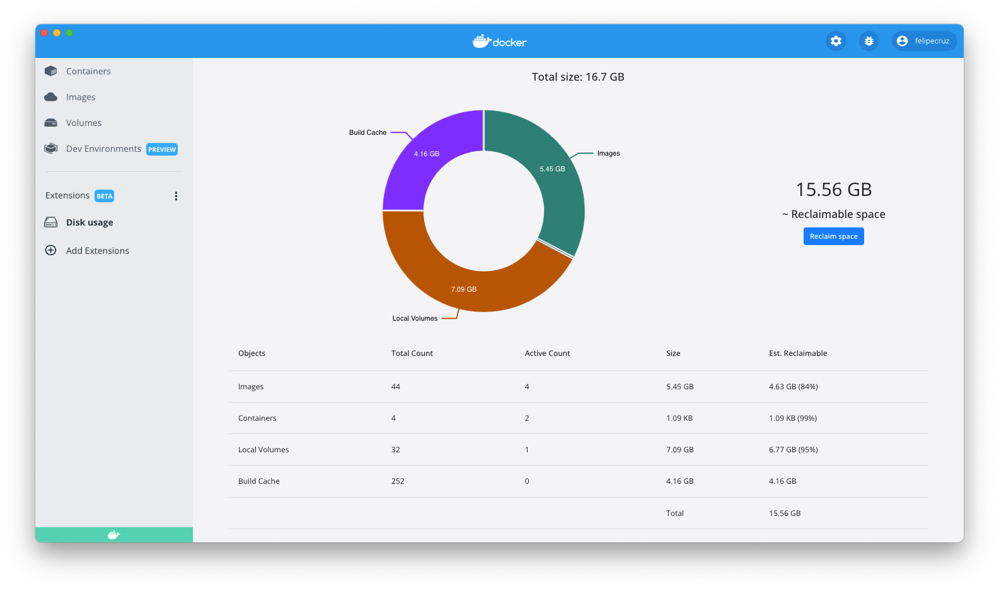 docker
felipecruz
Containers
Images
Volumes
Dev Environments PREVIEW
Extensions BETA
Disk usage
Add Extensions
Total size: 16.7 GB
Build Cache
4.16 GB
Images
5.45 GB
7.09 GB
Local Volumes
15.56 GB
~ Reclaimable space
Reclaim space
Objects Total Count Active Count Size Est. Reclaimable
Images 44 4 5.45 GB 4.63 GB (84%)
Containers 4 2 1.09 KB 1.09 KB (99%)
Local Volumes 32 1 7.09 GB 6.77 GB (95%)
Build Cache 252 0 4.16 GB 4.16 GB
Total 15.56 GB